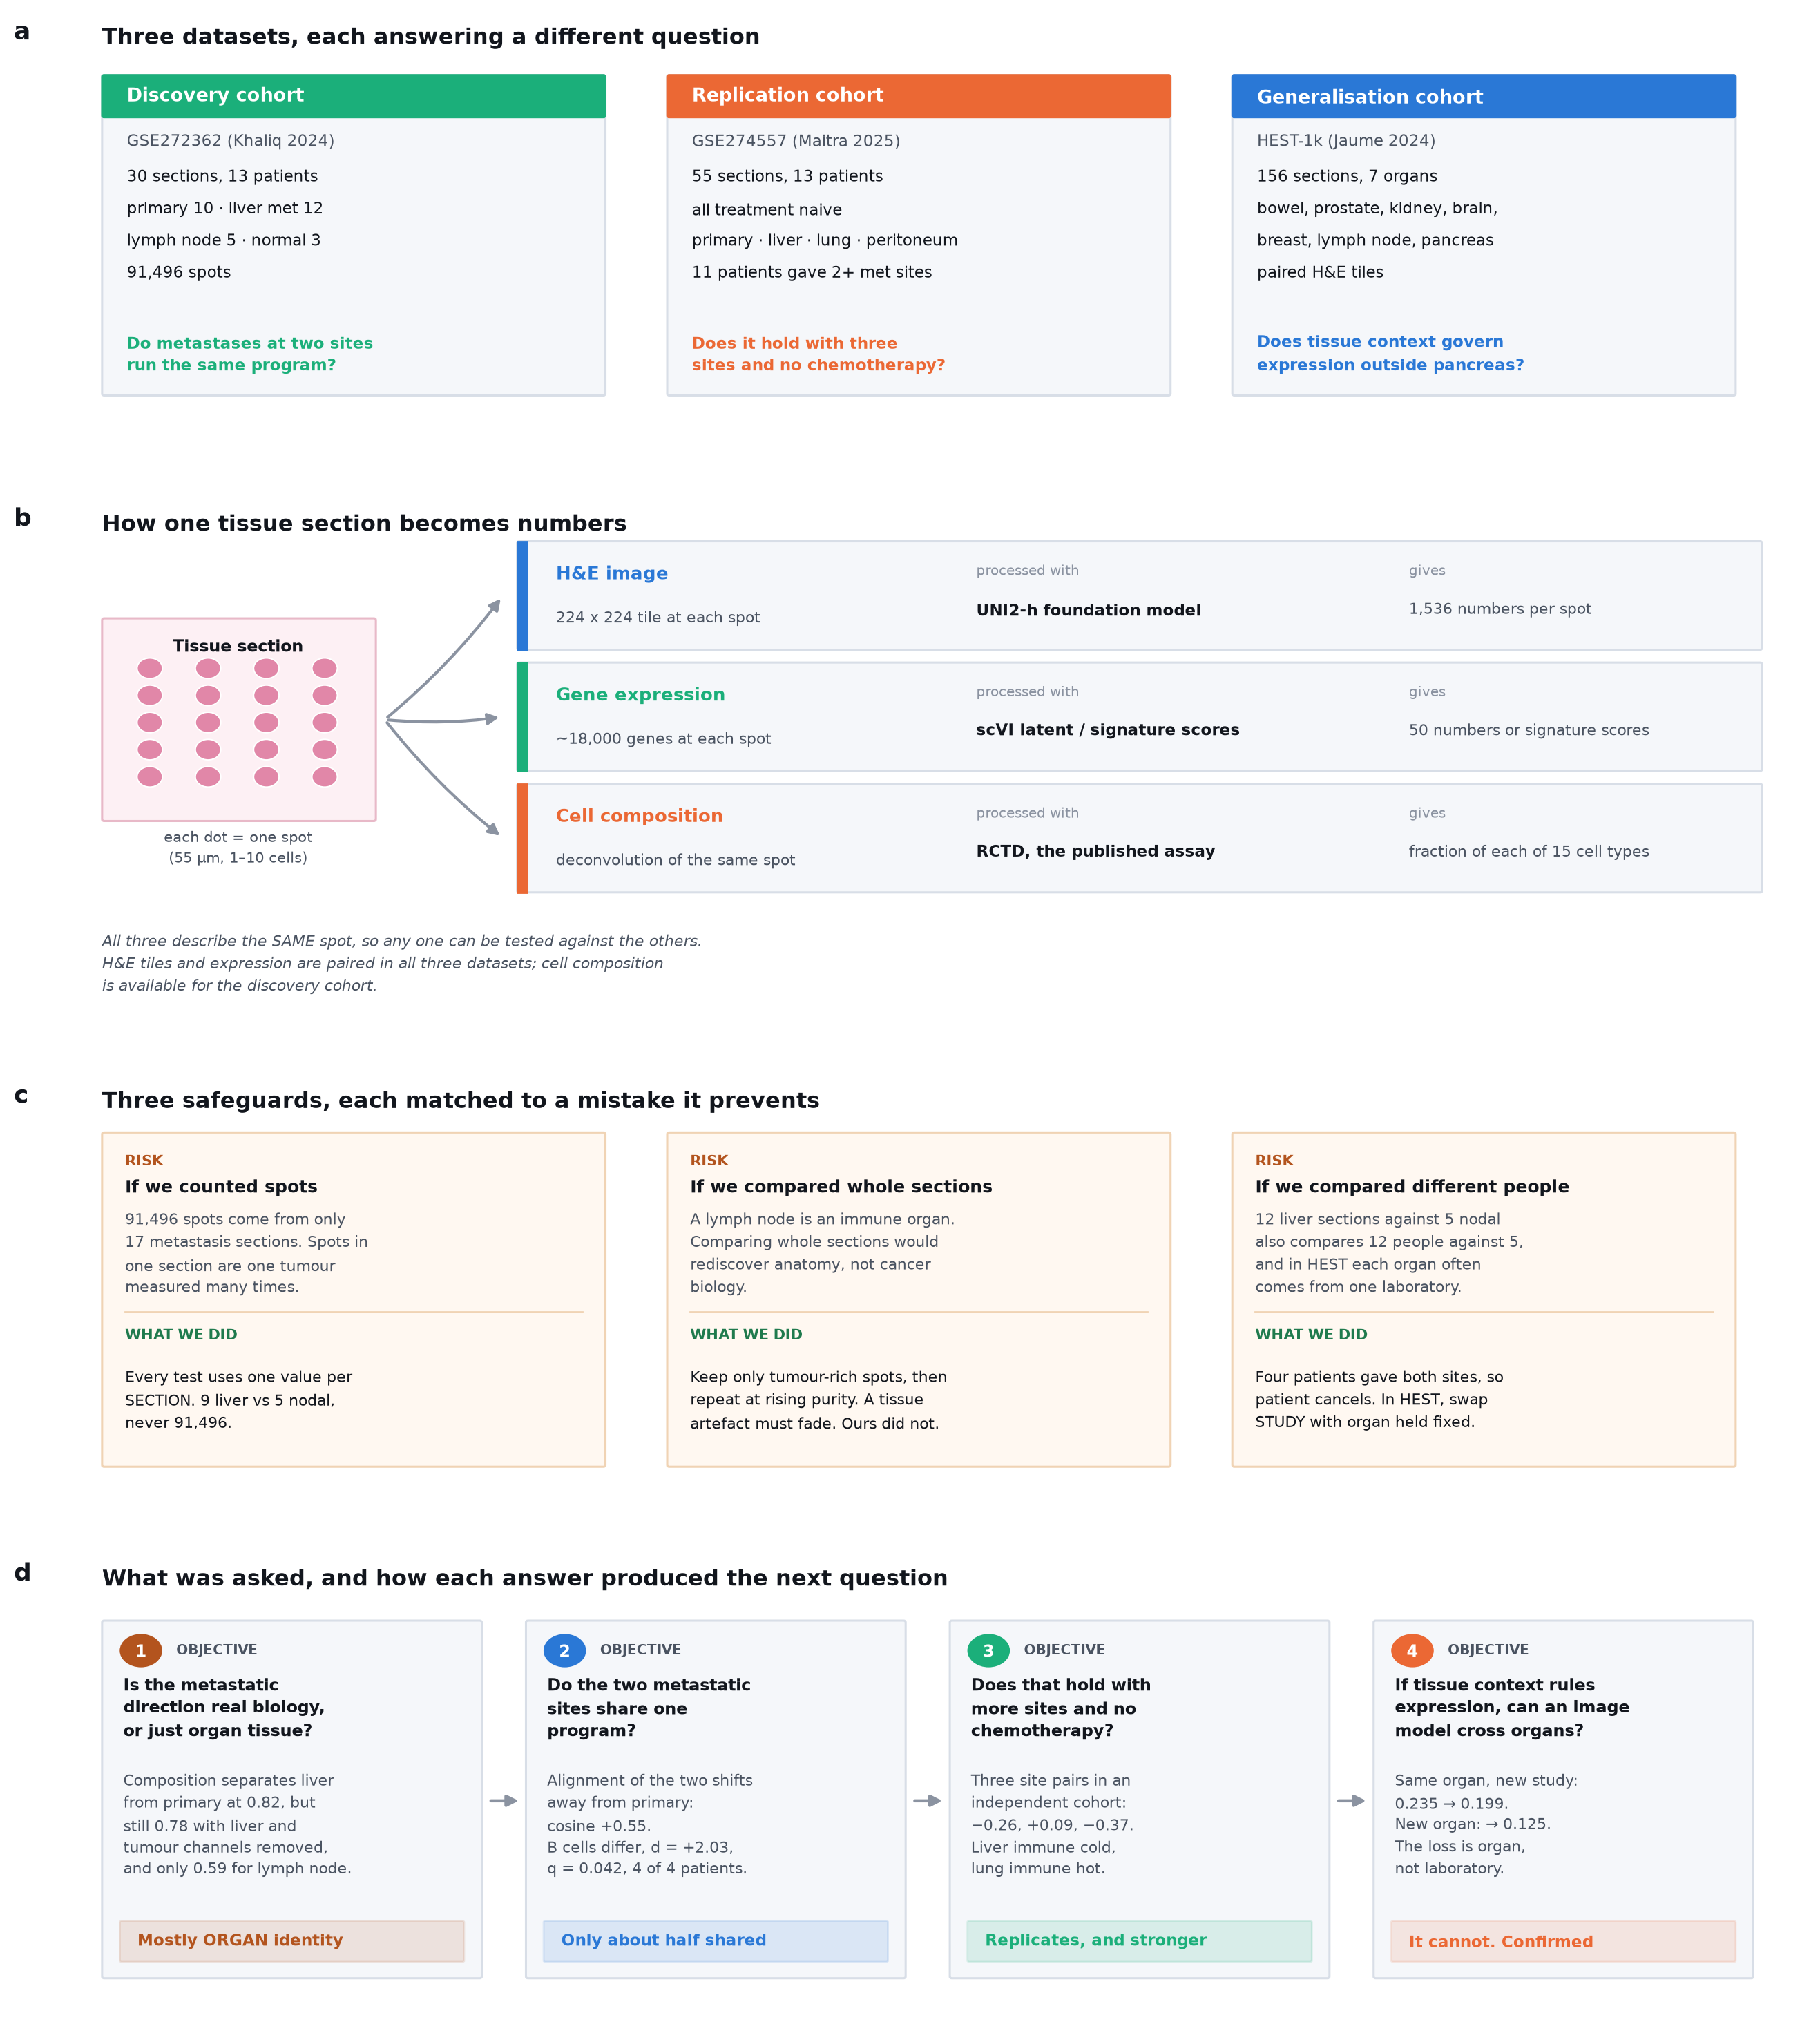 a
Three datasets, each answering a different question
Discovery cohort
GSE272362 (Khaliq 2024)
30 sections, 13 patients
primary 10 · liver met 12
lymph node 5 · normal 3
91,496 spots
Do metastases at two sites
run the same program?
Replication cohort
GSE274557 (Maitra 2025)
55 sections, 13 patients
all treatment naive
primary · liver · lung · peritoneum
11 patients gave 2+ met sites
Does it hold with three
sites and no chemotherapy?
Generalisation cohort
HEST-1k (Jaume 2024)
156 sections, 7 organs
bowel, prostate, kidney, brain,
breast, lymph node, pancreas
paired H&E tiles
Does tissue context govern
expression outside pancreas?
b
How one tissue section becomes numbers
Tissue section
each dot = one spot
(55 µm, 1–10 cells)
H&E image
224 x 224 tile at each spot
processed with
UNI2-h foundation model
gives
1,536 numbers per spot
Gene expression
~18,000 genes at each spot
processed with
scVI latent / signature scores
gives
50 numbers or signature scores
Cell composition
deconvolution of the same spot
processed with
RCTD, the published assay
gives
fraction of each of 15 cell types
All three describe the SAME spot, so any one can be tested against the others.
H&E tiles and expression are paired in all three datasets; cell composition
is available for the discovery cohort.
c
Three safeguards, each matched to a mistake it prevents
RISK
If we counted spots
91,496 spots come from only
17 metastasis sections. Spots in
one section are one tumour
measured many times.
WHAT WE DID
Every test uses one value per
SECTION. 9 liver vs 5 nodal,
never 91,496.
RISK
If we compared whole sections
A lymph node is an immune organ.
Comparing whole sections would
rediscover anatomy, not cancer
biology.
WHAT WE DID
Keep only tumour-rich spots, then
repeat at rising purity. A tissue
artefact must fade. Ours did not.
RISK
If we compared different people
12 liver sections against 5 nodal
also compares 12 people against 5,
and in HEST each organ often
comes from one laboratory.
WHAT WE DID
Four patients gave both sites, so
patient cancels. In HEST, swap
STUDY with organ held fixed.
d
What was asked, and how each answer produced the next question
1 OBJECTIVE
Is the metastatic
direction real biology,
or just organ tissue?
Composition separates liver
from primary at 0.82, but
still 0.78 with liver and
tumour channels removed,
and only 0.59 for lymph node.
Mostly ORGAN identity
2 OBJECTIVE
Do the two metastatic
sites share one
program?
Alignment of the two shifts
away from primary:
cosine +0.55.
B cells differ, d = +2.03,
q = 0.042, 4 of 4 patients.
Only about half shared
3 OBJECTIVE
Does that hold with
more sites and no
chemotherapy?
Three site pairs in an
independent cohort:
−0.26, +0.09, −0.37.
Liver immune cold,
lung immune hot.
Replicates, and stronger
4 OBJECTIVE
If tissue context rules
expression, can an image
model cross organs?
Same organ, new study:
0.235 → 0.199.
New organ: → 0.125.
The loss is organ,
not laboratory.
It cannot. Confirmed